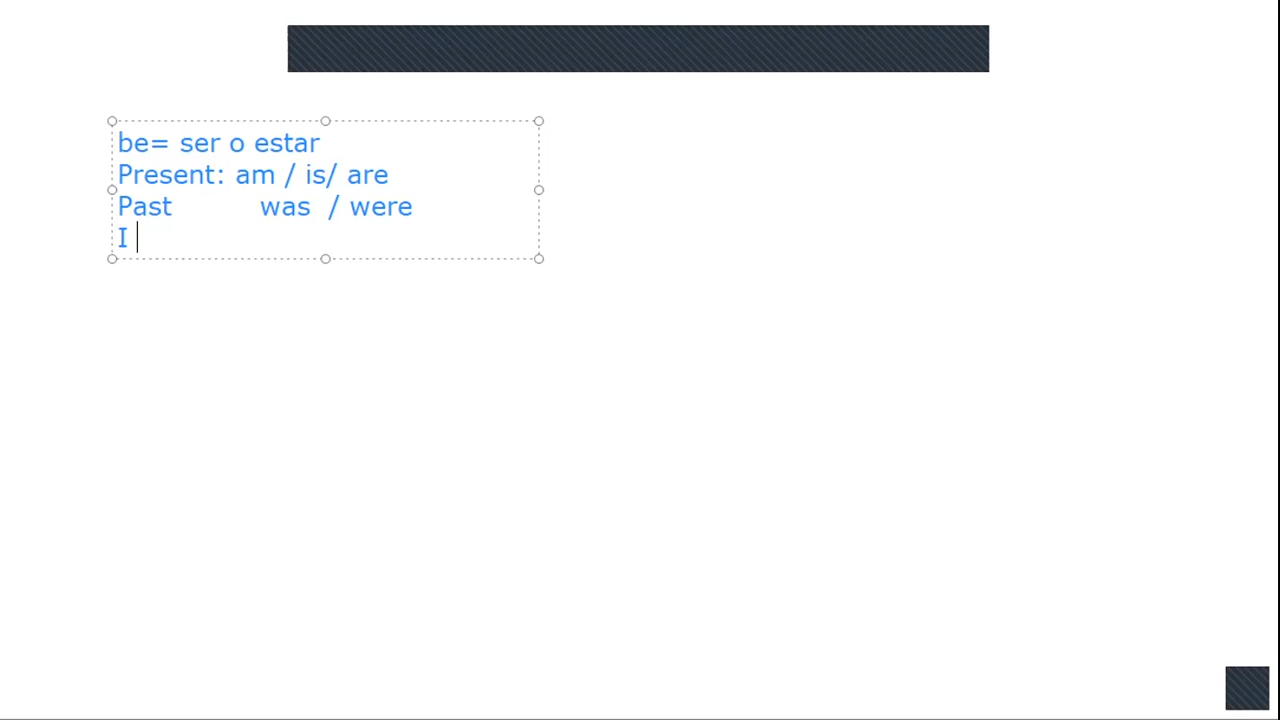 be= ser o estar
Present: am / is/ are
Past was / were
I